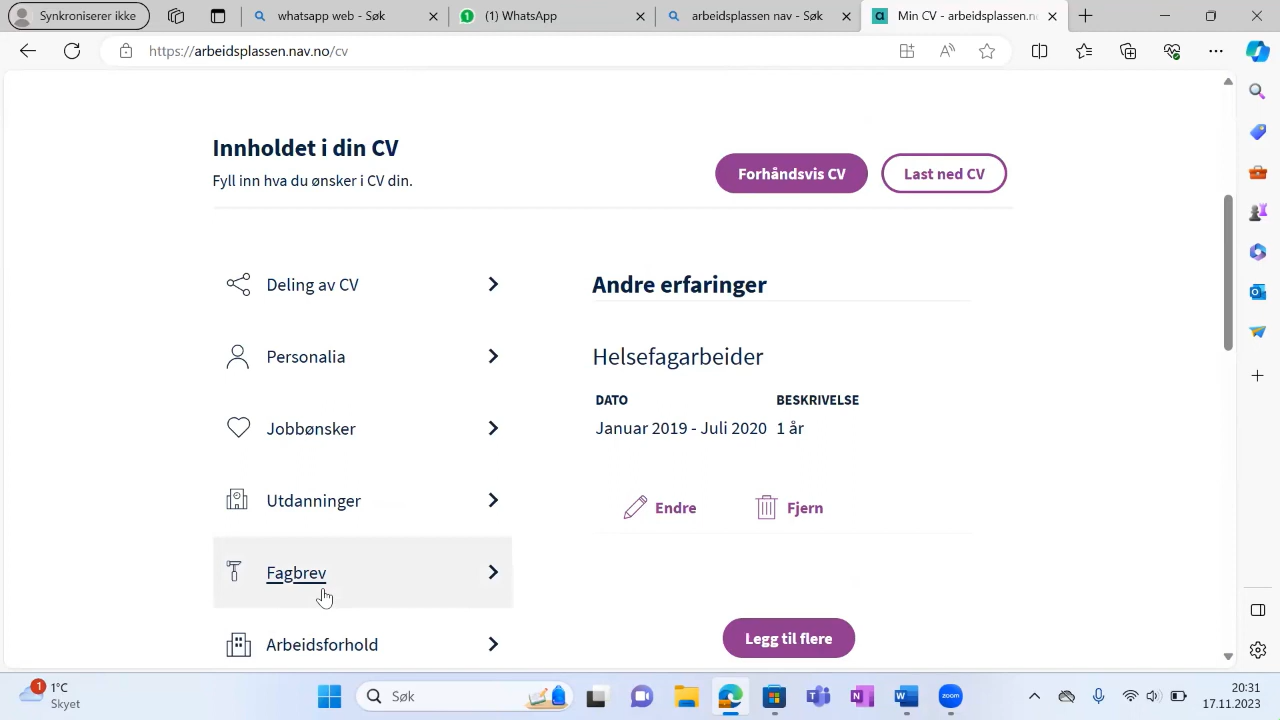 Synkroniserer ikke
whatsapp web - Søk
(1) WhatsApp
arbeidsplassen nav - Søk
Min CV - arbeidsplassen.n
https://arbeidsplassen.nav.no/cv
Innholdet i din CV
Fyll inn hva du ønsker i CV din.
Forhåndsvis CV
Last ned CV
Deling av CV
Personalia
Jobbønsker
Utdanninger
Fagbrev
Arbeidsforhold
Andre erfaringer
Helsefagarbeider
DATO BESKRIVELSE
Januar 2019 - Juli 2020 1 år
Endre
Fjern
Legg til flere
1
1°C
Skyet
Søk
zoom
20:31
17.11.2023